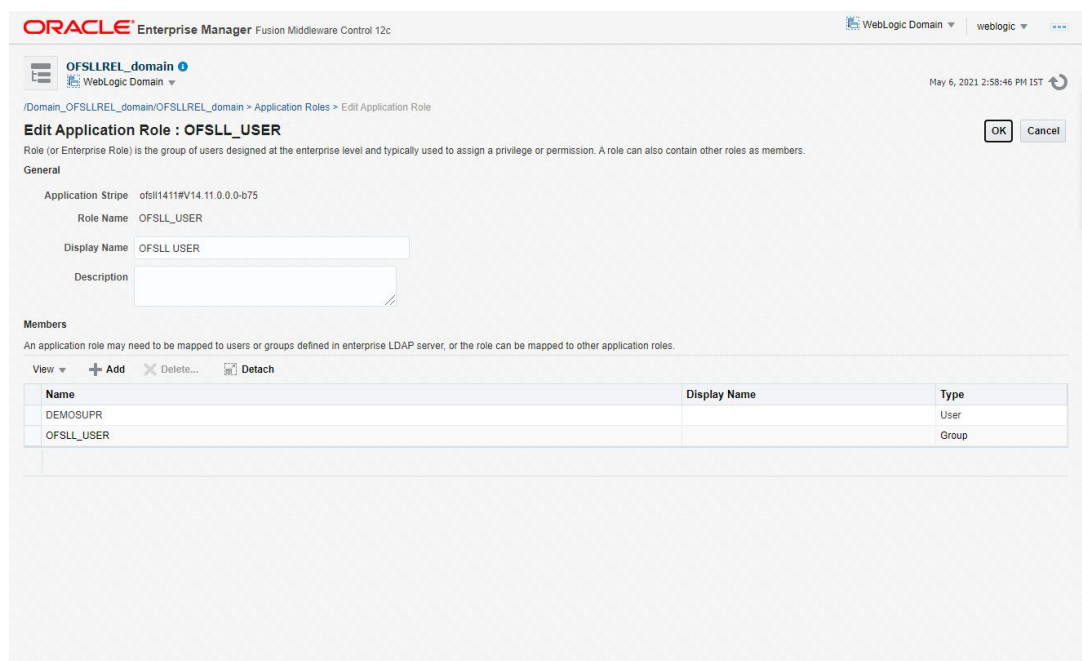 ORACLE® Enterprise Manager Fusion Middleware Control 12c
WebLogic Domain
weblogic
OFSLLREL_domain
WebLogic Domain
May 6, 2021 2:58:46 PM IST
/Domain_OFSLLREL_domain/OFSLLREL_domain > Application Roles > Edit Application Role
Edit Application Role : OFSLL_USER
OK
Cancel
Role (or Enterprise Role) is the group of users designed at the enterprise level and typically used to assign a privilege or permission. A role can also contain other roles as members.
General
Application Stripe ofsll1411#V14.11.0.0.0-b75
Role Name OFSLL_USER
Display Name OFSLL USER
Description
Members
An application role may need to be mapped to users or groups defined in enterprise LDAP server, or the role can be mapped to other application roles.
View Add Delete... Detach
Name Display Name Type
DEMOSUPR User
OFSLL_USER Group